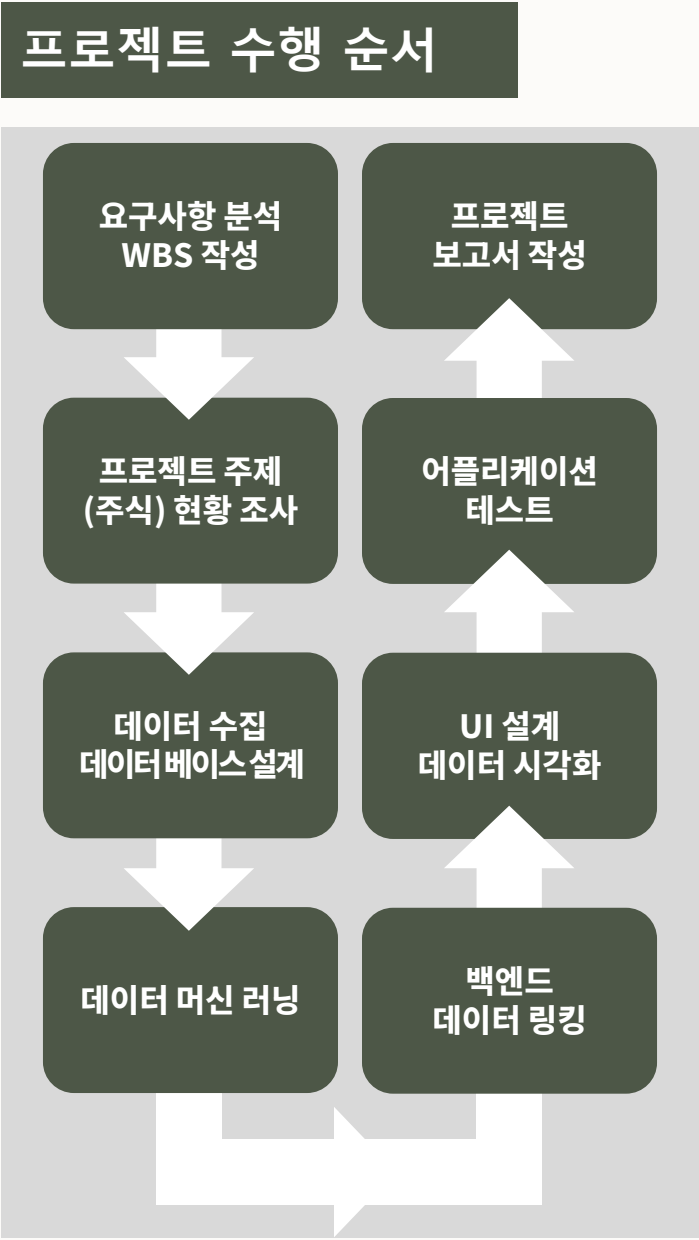 프로젝트 수행 순서
요구사항 분석
WBS 작성
프로젝트 주제
(주식) 현황 조사
데이터 수집
데이터 베이스 설계
데이터 머신 러닝
백엔드
데이터 링킹
UI 설계
데이터 시각화
어플리케이션
테스트
프로젝트
보고서 작성